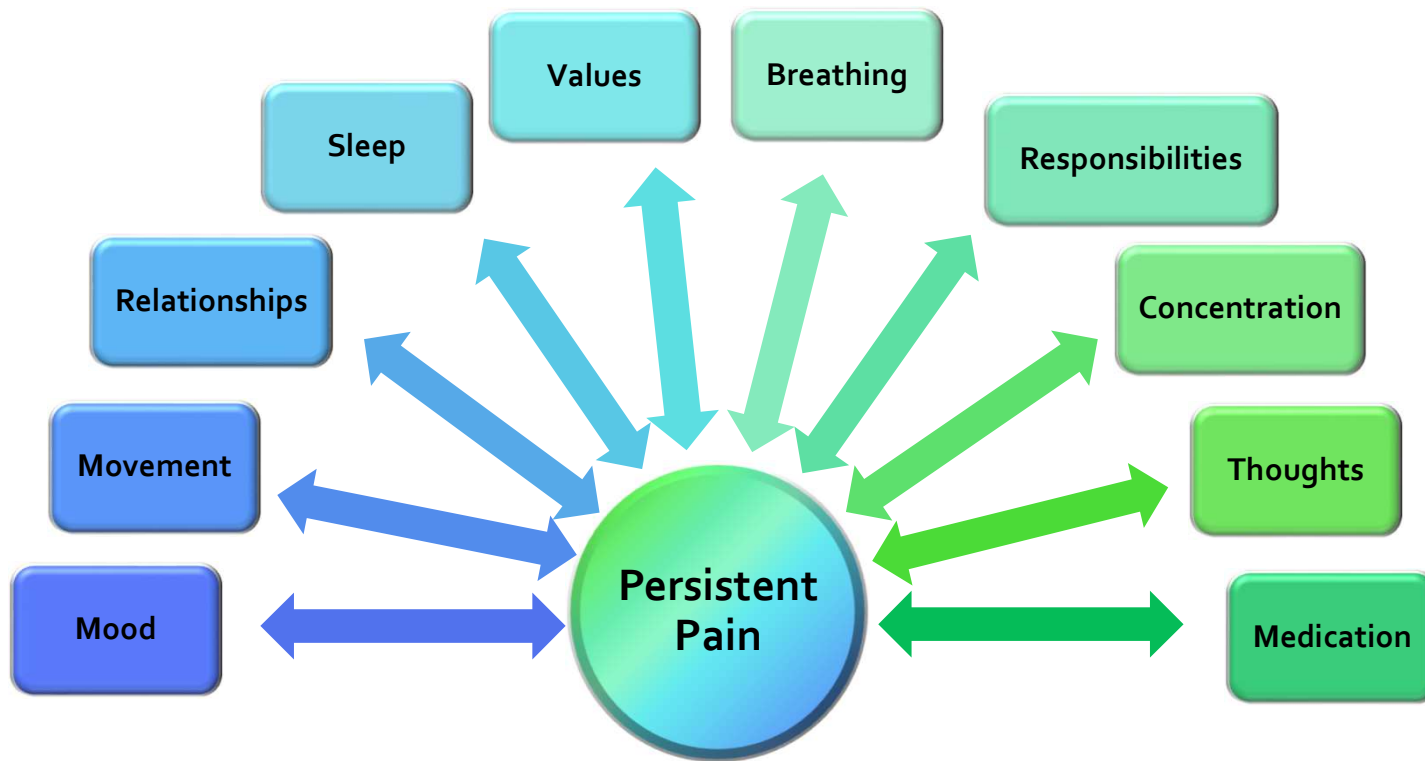 Values
Breathing
Sleep
Responsibilities
Relationships
Concentration
Movement
Thoughts
Persistent
Pain
Mood
Medication